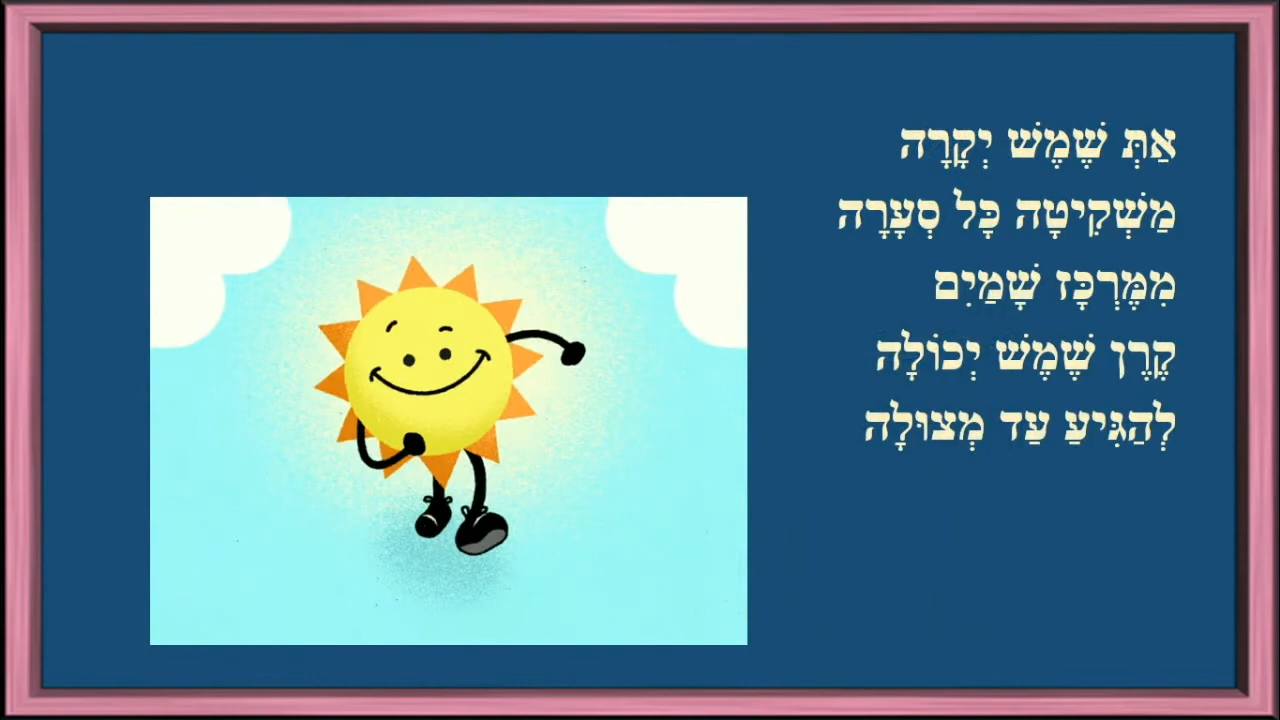 אַתְּ שֶׁמֶשׁ יְקָרָה
מַשְׁקִיטָה כָּל סְעָרָה
מִמֶּרְכָּז שָׁמַיִם
קֶרֶן שֶׁמֶשׁ יְכוֹלָה
לְהַגִּיעַ עַד מְצוּלָה